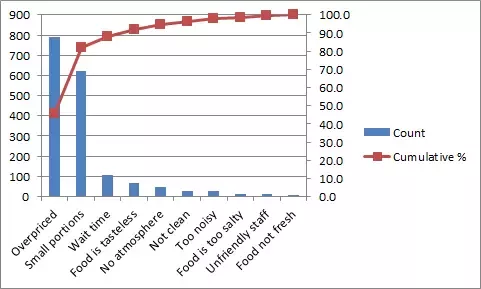 900
800
700
600
500
400
300
200
100
0
100.0
90.0
80.0
70.0
60.0
50.0
40.0
30.0
20.0
10.0
0.0
Overpriced
Small portions
Wait time
Food is tasteless
No atmosphere
Not clean
Too noisy
Food is too salty
Unfriendly staff
Food not fresh
Count
Cumulative %